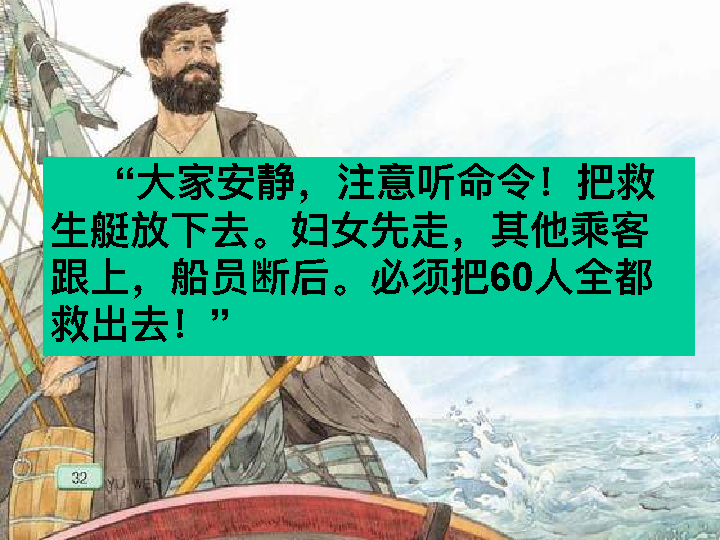 “大家安静，注意听命令！把救
生艇放下去。妇女先走，其他乘客
跟上，船员断后。必须把60人全都
救出去！”
32
YU WEN